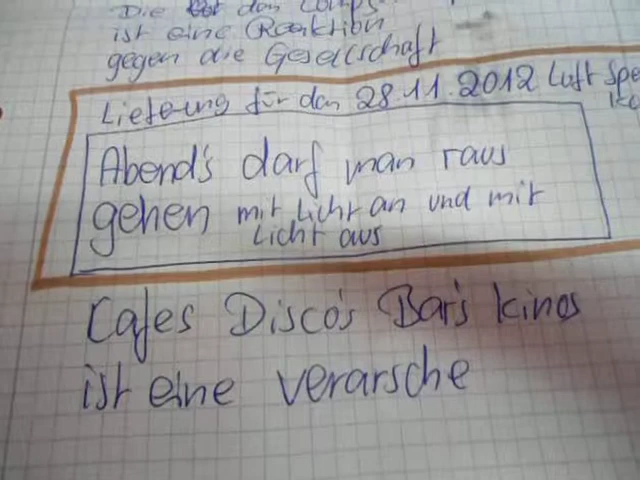 Die
ist eine Reaktion
gegen die Gesellschaft
Lieferung für den 28.11.2012 Luft
Abend's darf man raus
gehen mit Licht an und mit
Licht aus
Cafes Disco's Bar's Kinos
ist eine verarsche